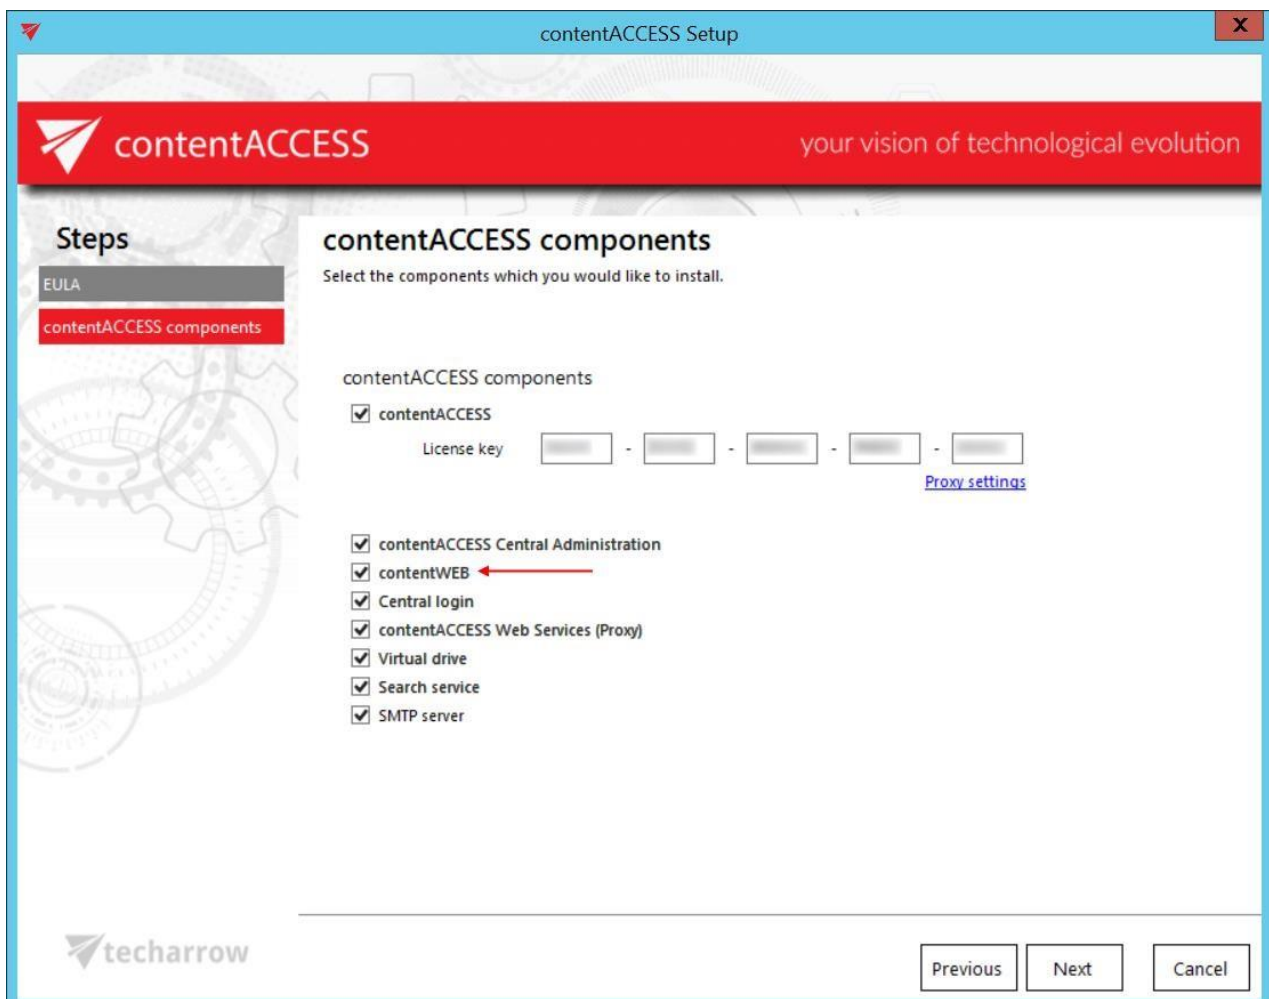 contentACCESS Setup
X
contentACCESS
your vision of technological evolution
Steps
EULA
contentACCESS components
contentACCESS components
Select the components which you would like to install.
contentACCESS components
contentACCESS
License key - - - -
Proxy settings
contentACCESS Central Administration
contentWEB
Central login
contentACCESS Web Services (Proxy)
Virtual drive
Search service
SMTP server
techarrow
Previous Next Cancel